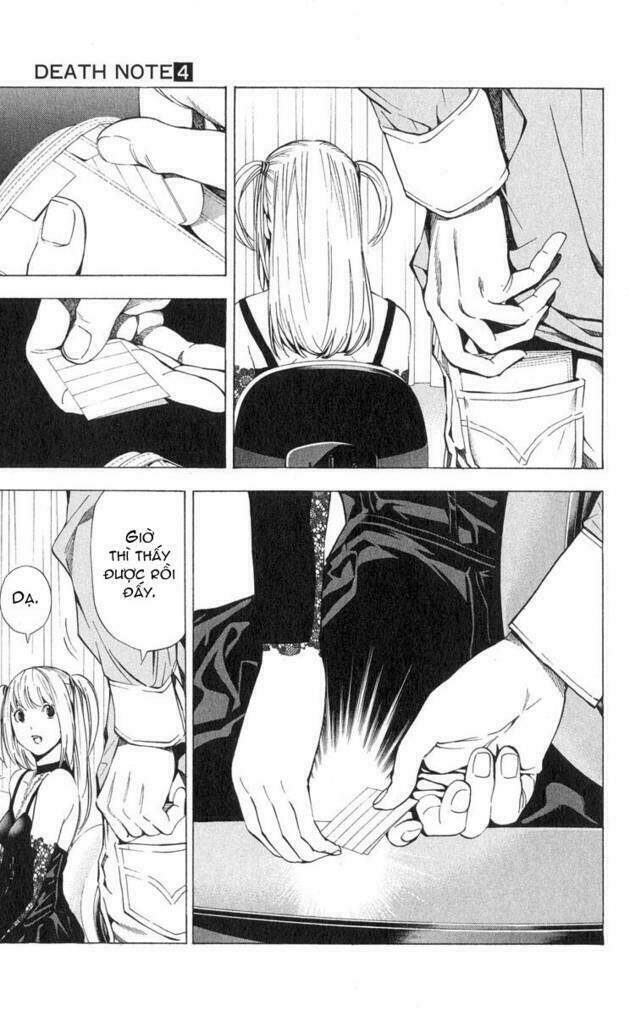 DEATH NOTE 4
GIỜ
THÌ THẤY
ĐƯỢC RỒI
ĐẤY.
DẠ.